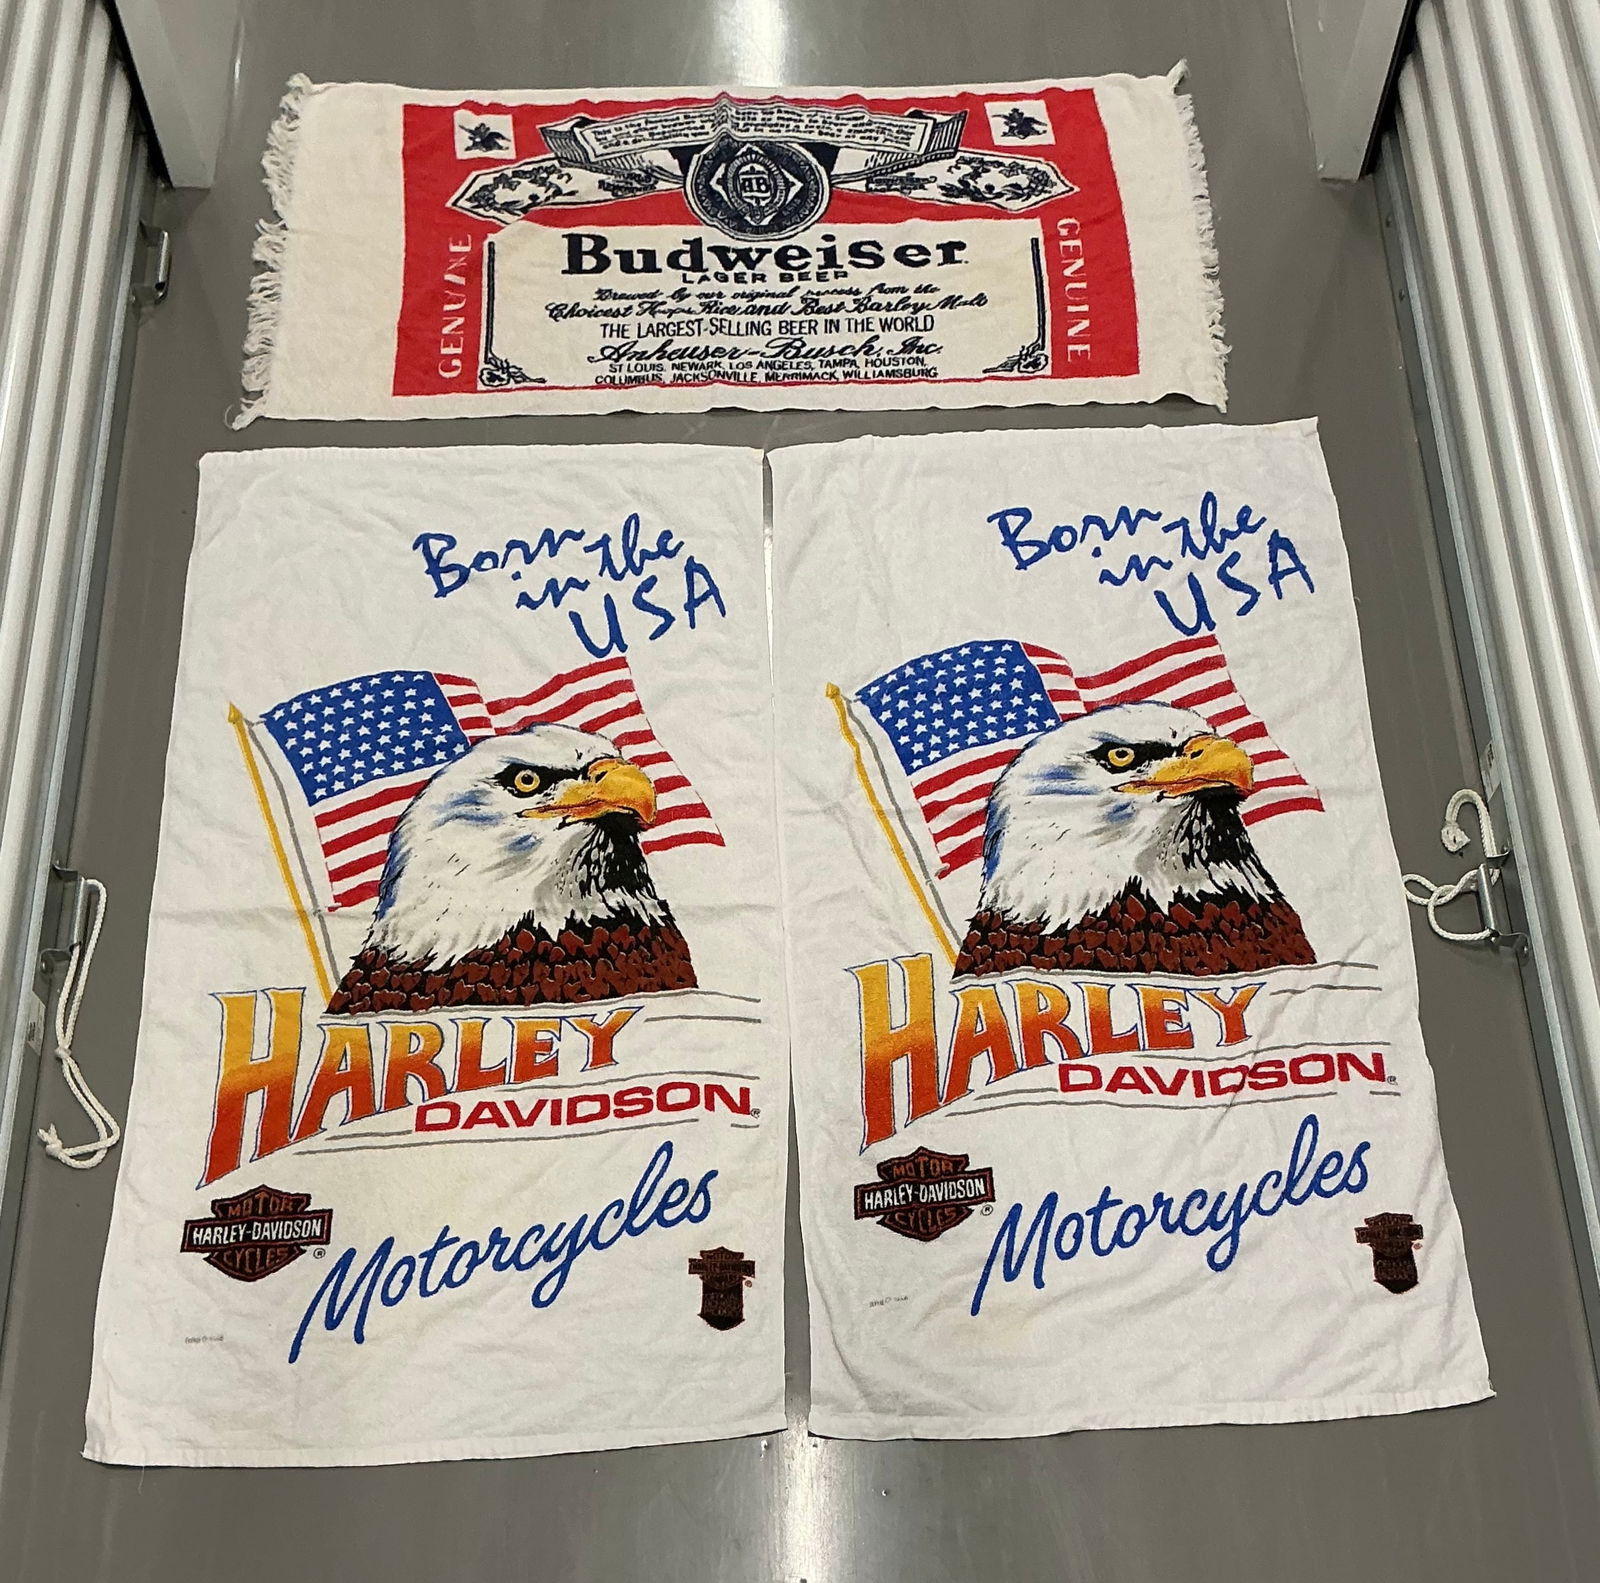 AB
Budweiser
LAGER BEER
GENUINE
GENUINE
Brewed by our original process from the
Choicest Hops, Rice and Best Barley Malt
THE LARGEST-SELLING BEER IN THE WORLD
Anheuser-Busch, Inc.
ST LOUIS, NEWARK, LOS ANGELES, TAMPA, HOUSTON,
COLUMBUS, JACKSONVILLE, MERRIMACK, WILLIAMSBURG
Born
in the
USA
HARLEY
DAVIDSON®
MOTOR
HARLEY-DAVIDSON
CYCLES®
Motorcycles
Born
in the
USA
HARLEY
DAVIDSON®
MOTOR
HARLEY-DAVIDSON
CYCLES®
Motorcycles